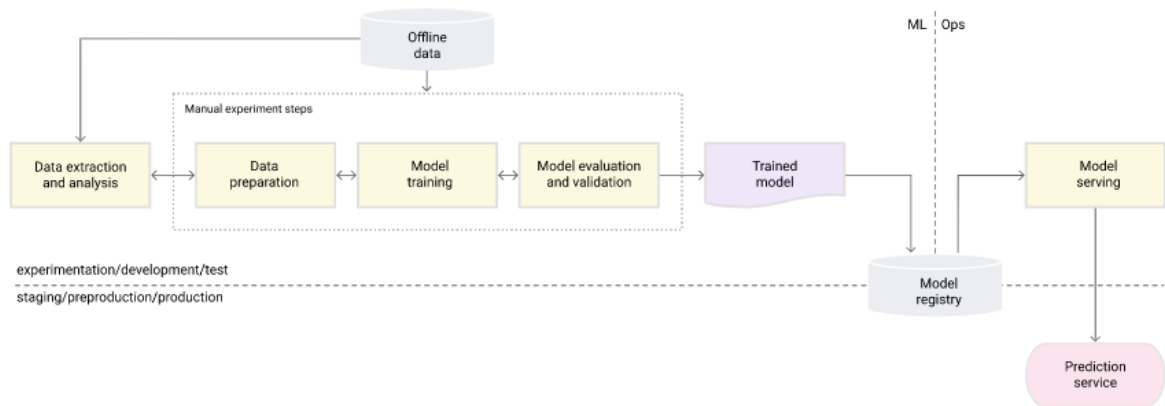 Offline
data
ML
Ops
Manual experiment steps
Data extraction
and analysis
Data
preparation
Model
training
Model evaluation
and validation
Trained
model
Model
serving
experimentation/development/test
staging/preproduction/production
Model
registry
Prediction
service